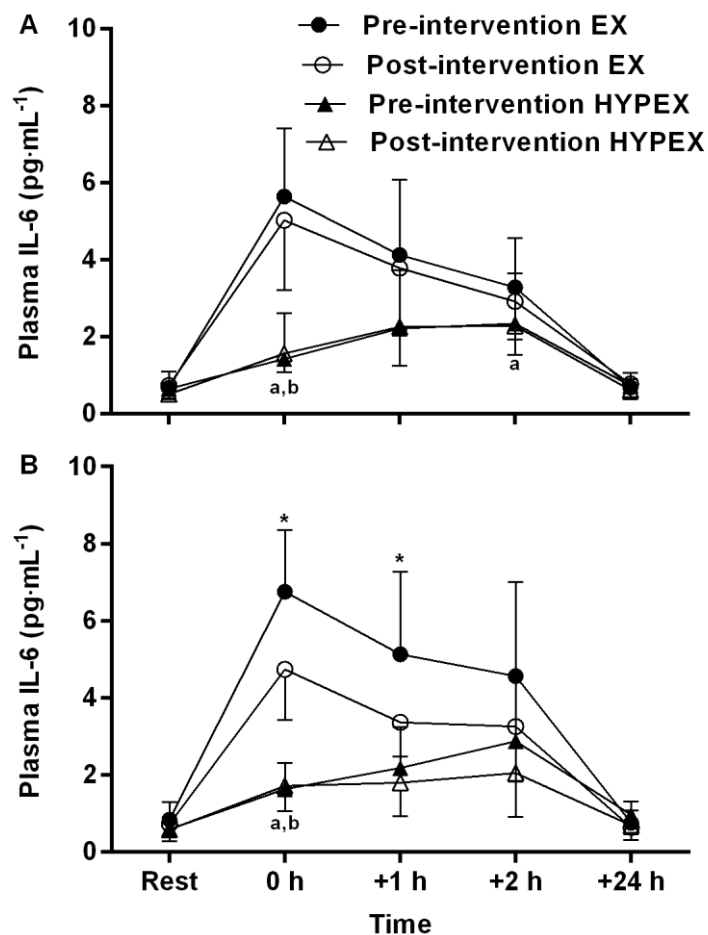 A
10
8
6
4
2
0
Plasma IL-6 (pg·mL⁻¹)
Pre-intervention EX
Post-intervention EX
Pre-intervention HYPEX
Post-intervention HYPEX
a,b
a
B
10
8
6
4
2
0
Plasma IL-6 (pg·mL⁻¹)
*
*
a,b
Rest 0 h +1 h +2 h +24 h
Time